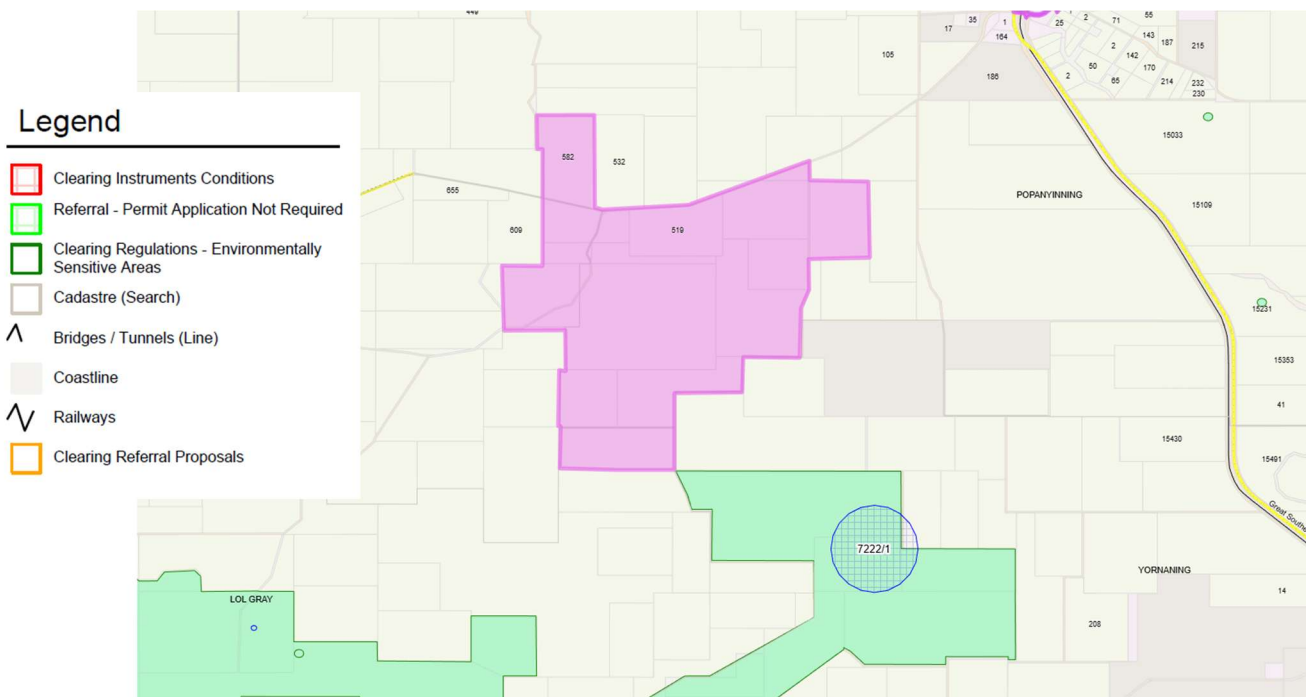 Legend
Clearing Instruments Conditions
Referral - Permit Application Not Required
Clearing Regulations - Environmentally
Sensitive Areas
Cadastre (Search)
Bridges / Tunnels (Line)
Coastline
Railways
Clearing Referral Proposals
35
17
1
164
25
2
71
55
143
187
2
142
215
105
186
50
170
2
65
214
232
230
15033
582
532
655
POPANYINNING
15109
609
519
15231
15353
41
15430
15491
Great Southe
7222/1
YORNANING
14
LOL GRAY
208